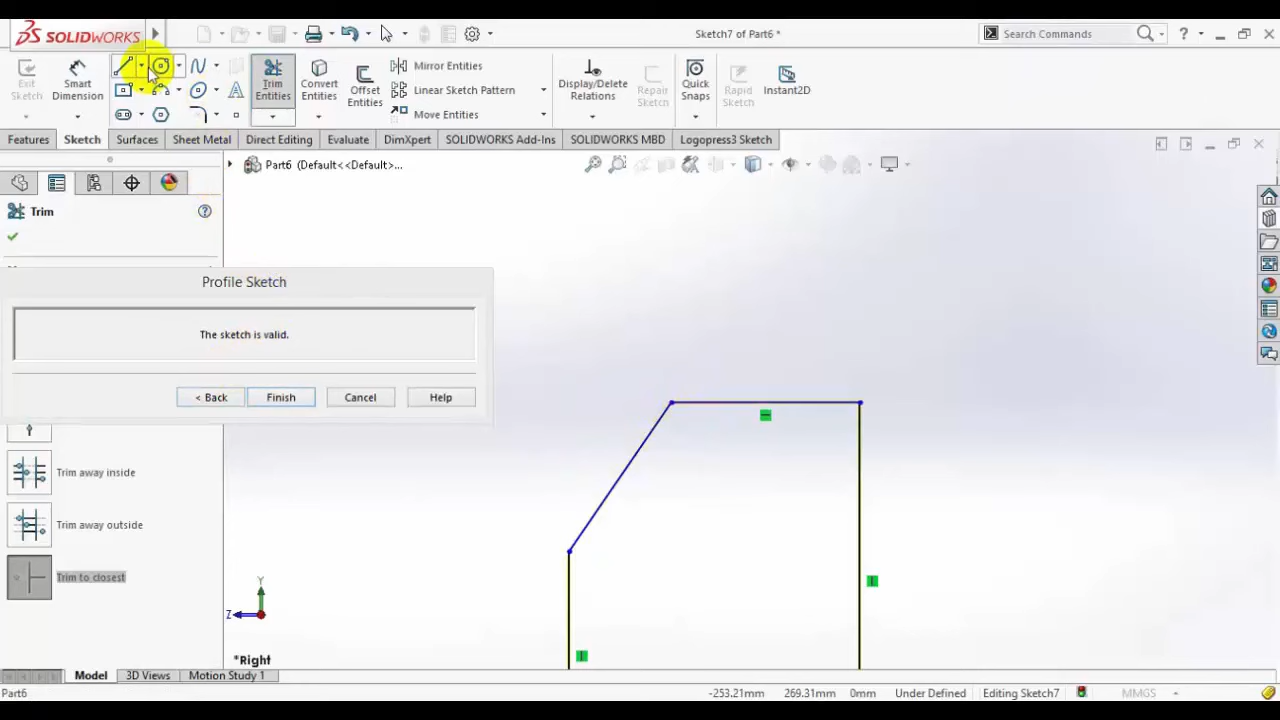 SOLIDWORKS
Sketch7 of Part6 *
Search Commands
?
Exit
Sketch
Smart
Dimension
Trim
Entities
Convert
Entities
Offset
Entities
Mirror Entities
Linear Sketch Pattern
Move Entities
Display/Delete
Relations
Repair
Sketch
Quick
Snaps
Rapid
Sketch
Instant2D
Features
Sketch
Surfaces
Sheet Metal
Direct Editing
Evaluate
DimXpert
SOLIDWORKS Add-Ins
SOLIDWORKS MBD
Logopress3 Sketch
Part6 (Default<<Default>...
Trim
?
Profile Sketch
The sketch is valid.
< Back
Finish
Cancel
Help
Trim away inside
Trim away outside
Trim to closest
Y
Z
*Right
Model
3D Views
Motion Study 1
Part6
-253.21mm
269.31mm
0mm
Under Defined
Editing Sketch7
MMGS